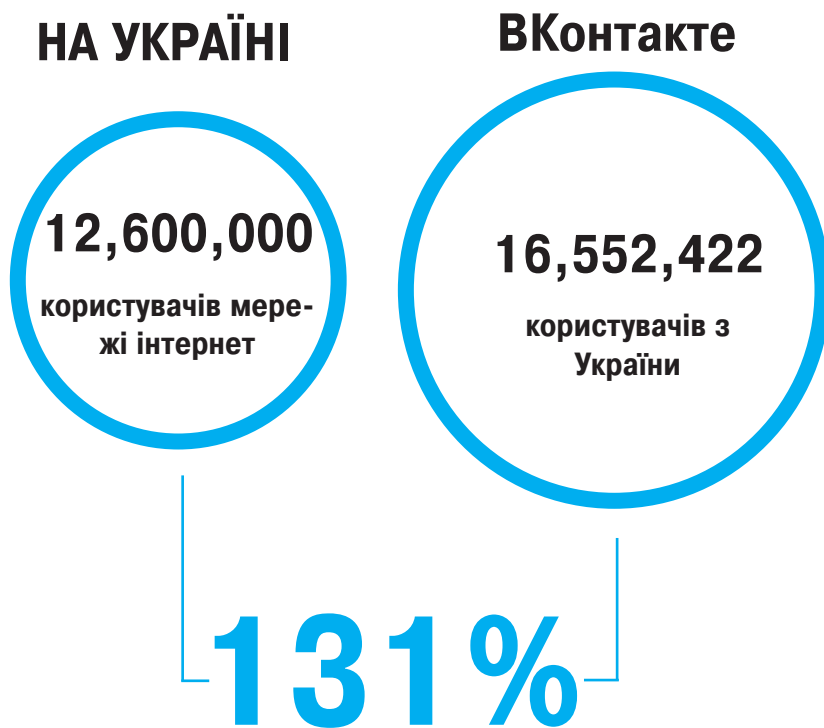 НА УКРАЇНІ
12,600,000
користувачів мере-
жі інтернет
ВКонтакте
16,552,422
користувачів з
України
131%